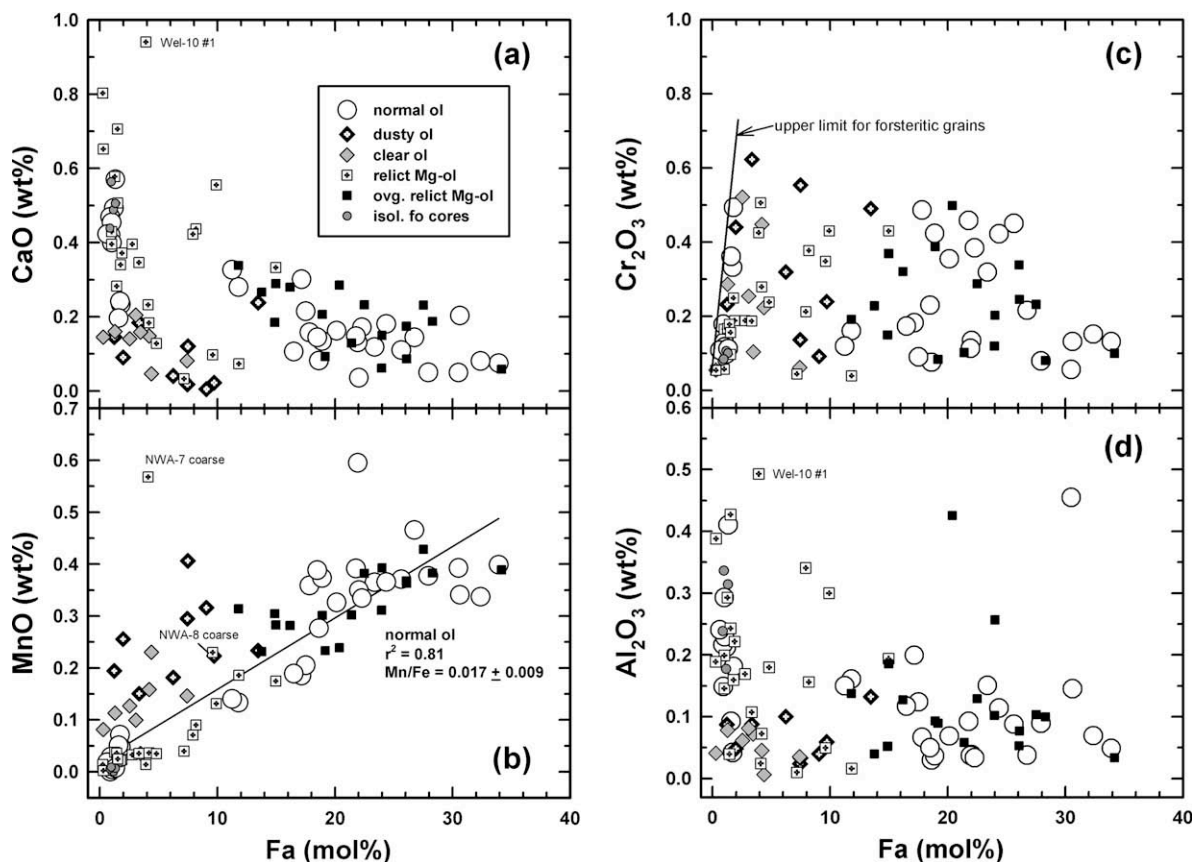 (a)
Wel-10 #1
normal ol
dusty ol
clear ol
relict Mg-ol
ovg. relict Mg-ol
isol. fo cores
CaO (wt%)
1.0
0.8
0.6
0.4
0.2
0.0
(c)
upper limit for forsteritic grains
Cr2O3 (wt%)
1.0
0.8
0.6
0.4
0.2
0.0
(b)
NWA-7 coarse
NWA-8 coarse
normal ol
r² = 0.81
Mn/Fe = 0.017 ± 0.009
MnO (wt%)
0.7
0.6
0.5
0.4
0.3
0.2
0.1
0.0
0 10 20 30 40
Fa (mol%)
(d)
Wel-10 #1
Al2O3 (wt%)
0.6
0.5
0.4
0.3
0.2
0.1
0.0
0 10 20 30 40
Fa (mol%)